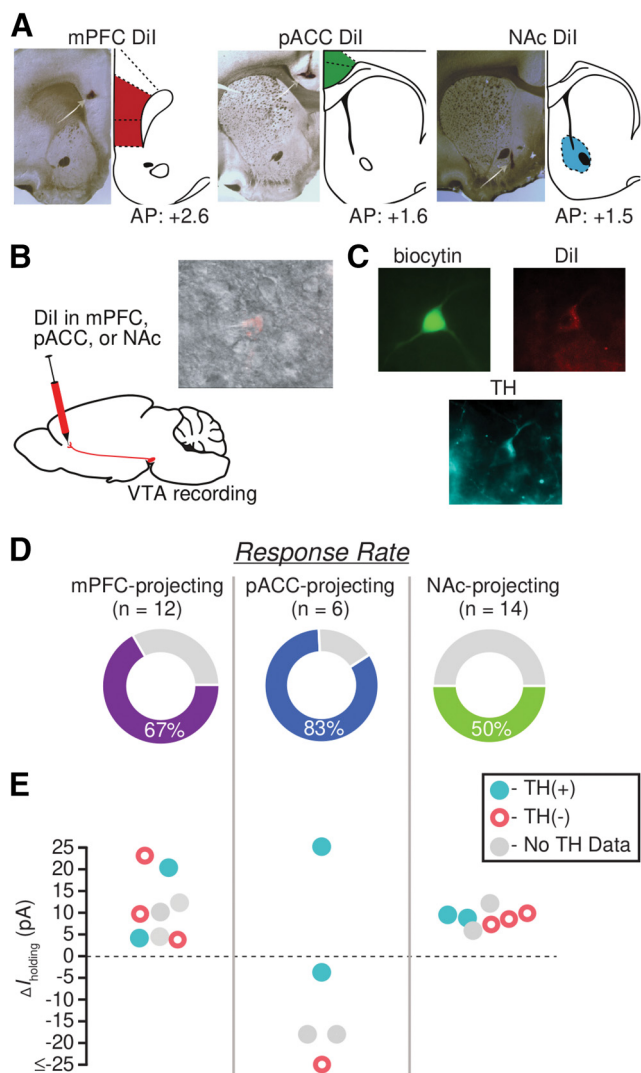 A
mPFC DiI
pACC DiI
NAc DiI
AP: +2.6
AP: +1.6
AP: +1.5
B
DiI in mPFC,
pACC, or NAc
VTA recording
C
biocytin
DiI
TH
D
Response Rate
mPFC-projecting
(n = 12)
pACC-projecting
(n = 6)
NAc-projecting
(n = 14)
67%
83%
50%
E
- TH(+)
- TH(-)
- No TH Data
ΔIholding (pA)
25
20
15
10
5
0
-5
-10
-15
-20
≤-25